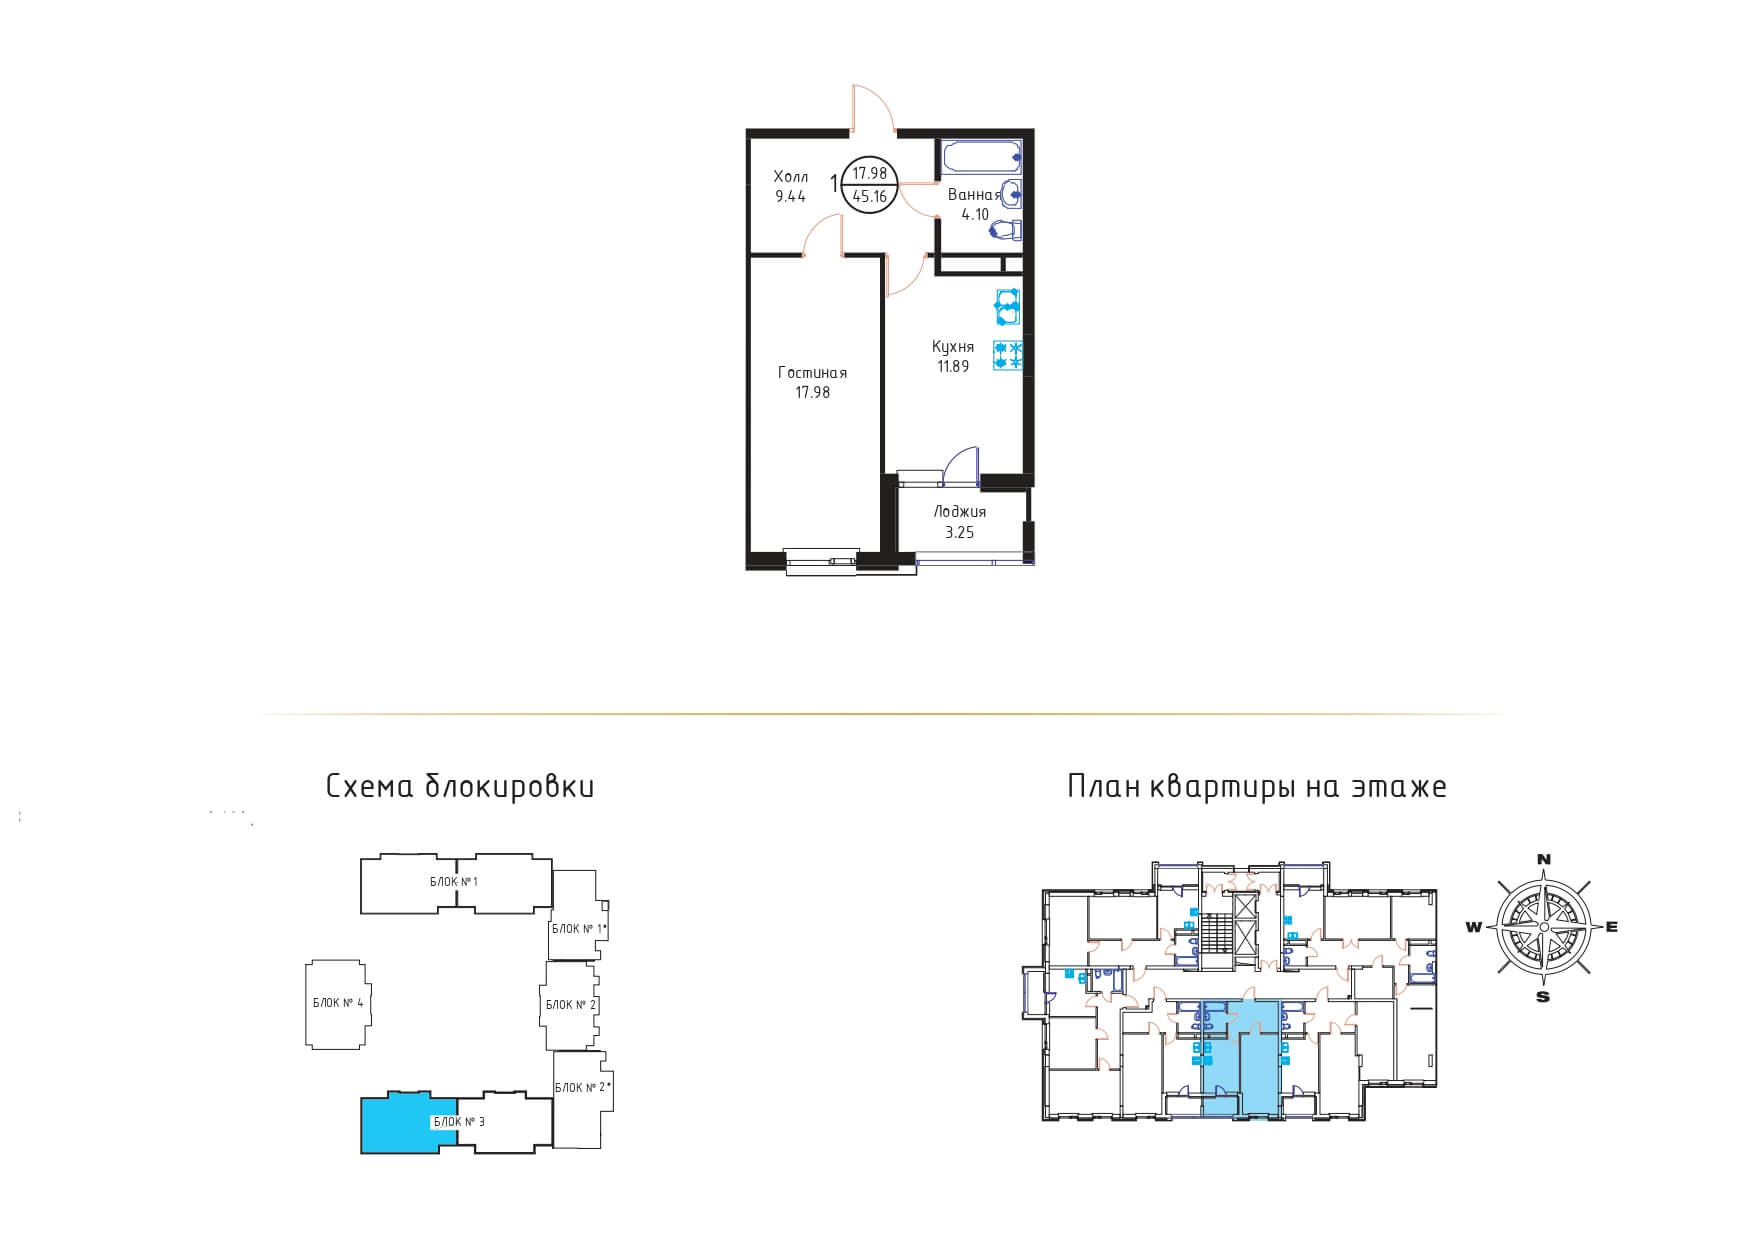 Холл
9.44
1
17.98
45.16
Ванная
4.10
Кухня
11.89
Гостиная
17.98
Лоджия
3.25
Схема блокировки
План квартиры на этаже
БЛОК №1
БЛОК № 1*
БЛОК № 4
БЛОК № 2
БЛОК № 2*
БЛОК № 3
N
W
E
S